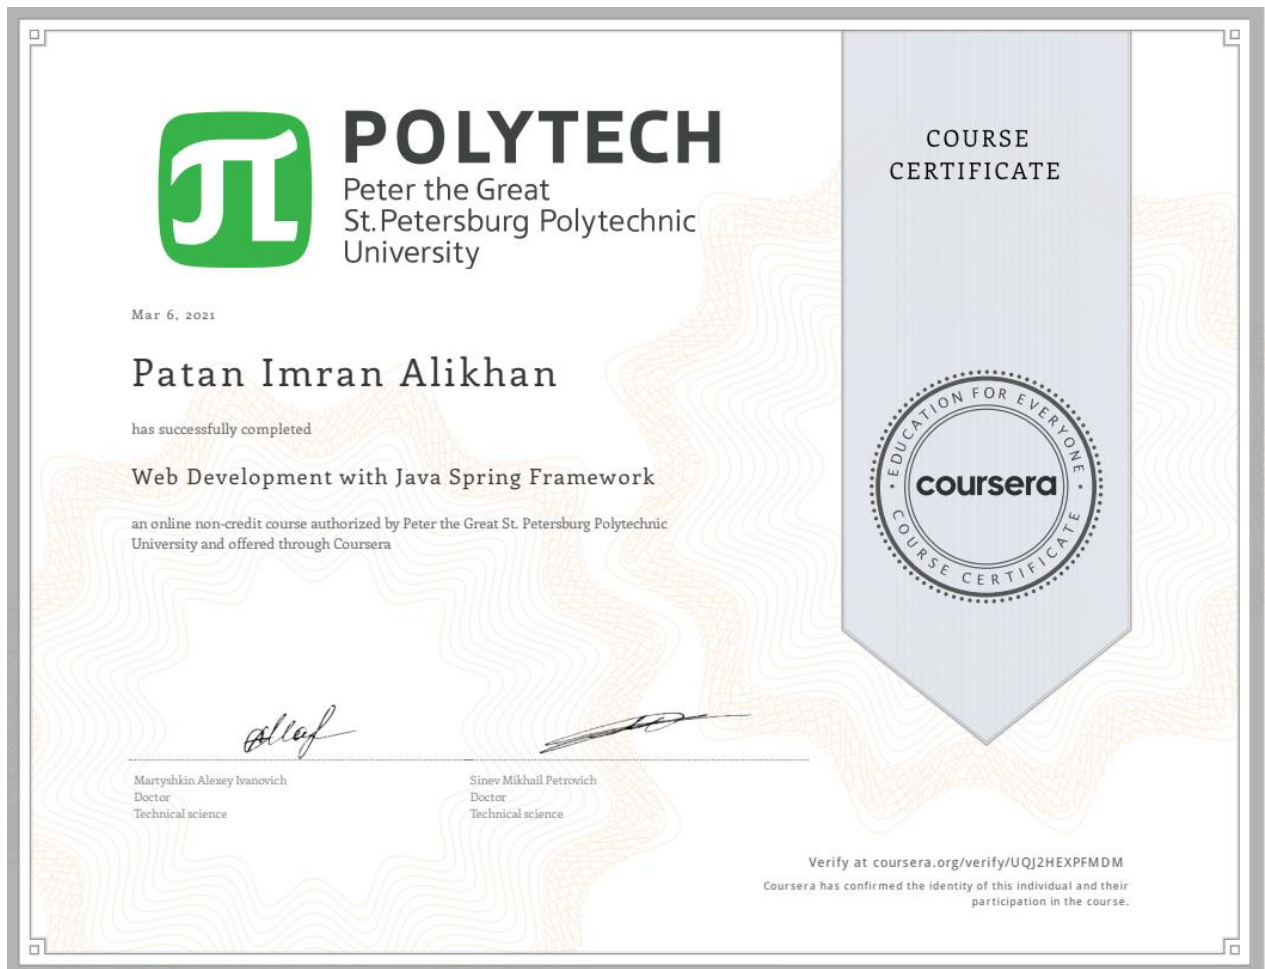 POLYTECH
Peter the Great
St.Petersburg Polytechnic
University
COURSE
CERTIFICATE
Mar 6, 2021
Patan Imran Alikhan
has successfully completed
Web Development with Java Spring Framework
an online non-credit course authorized by Peter the Great St. Petersburg Polytechnic
University and offered through Coursera
EDUCATION FOR EVERYONE
coursera
COURSE CERTIFICATE
Martyshkin Alexey Ivanovich
Doctor
Technical science
Sinev Mikhail Petrovich
Doctor
Technical science
Verify at coursera.org/verify/UQJ2HEXPFMDM
Coursera has confirmed the identity of this individual and their
participation in the course.